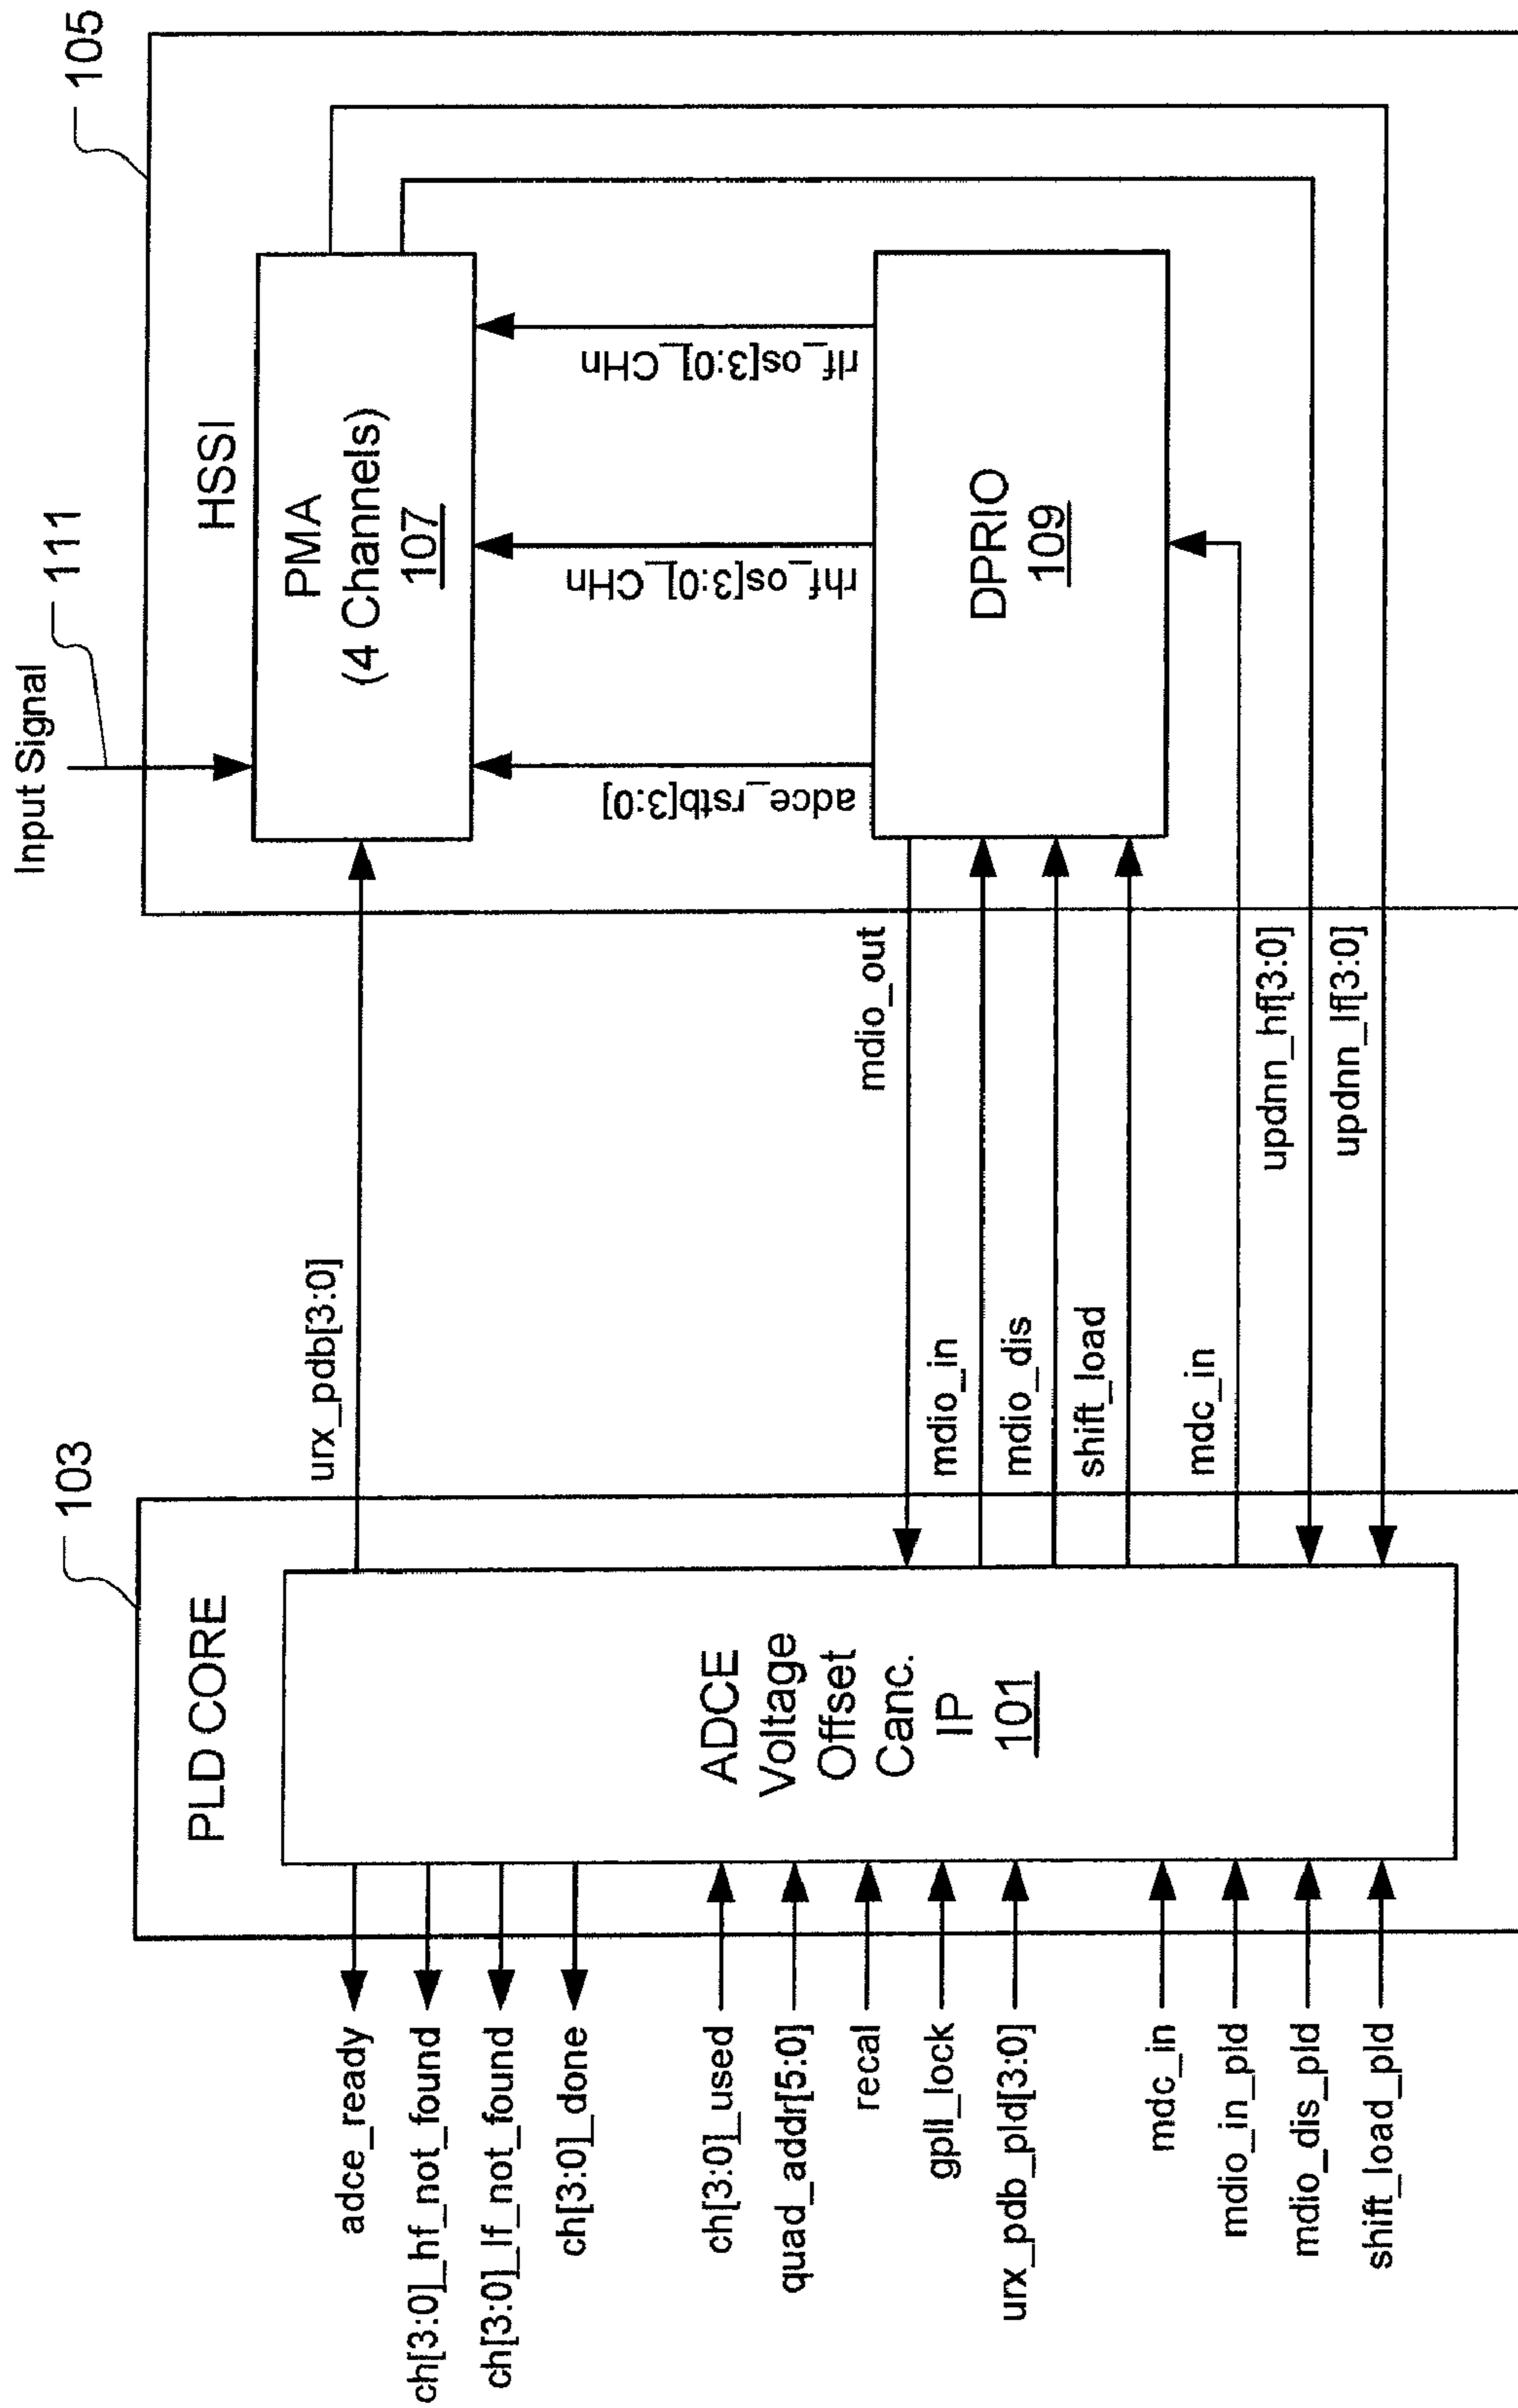 Input Signal
111
105
HSSI
PMA
(4 Channels)
107
adce_rstb[3:0]
rhf_os[3:0]_CHn
rlf_os[3:0]_CHn
DPRIO
109
urx_pdb[3:0]
mdio_out
mdio_in
mdio_dis
shift_load
mdc_in
updnn_hf[3:0]
updnn_lf[3:0]
103
PLD CORE
ADCE
Voltage
Offset
Canc.
IP
101
adce_ready
ch[3:0]_hf_not_found
ch[3:0]_lf_not_found
ch[3:0]_done
ch[3:0]_used
quad_addr[5:0]
recal
gpll_lock
urx_pdb_pld[3:0]
mdc_in
mdio_in_pld
mdio_dis_pld
shift_load_pld